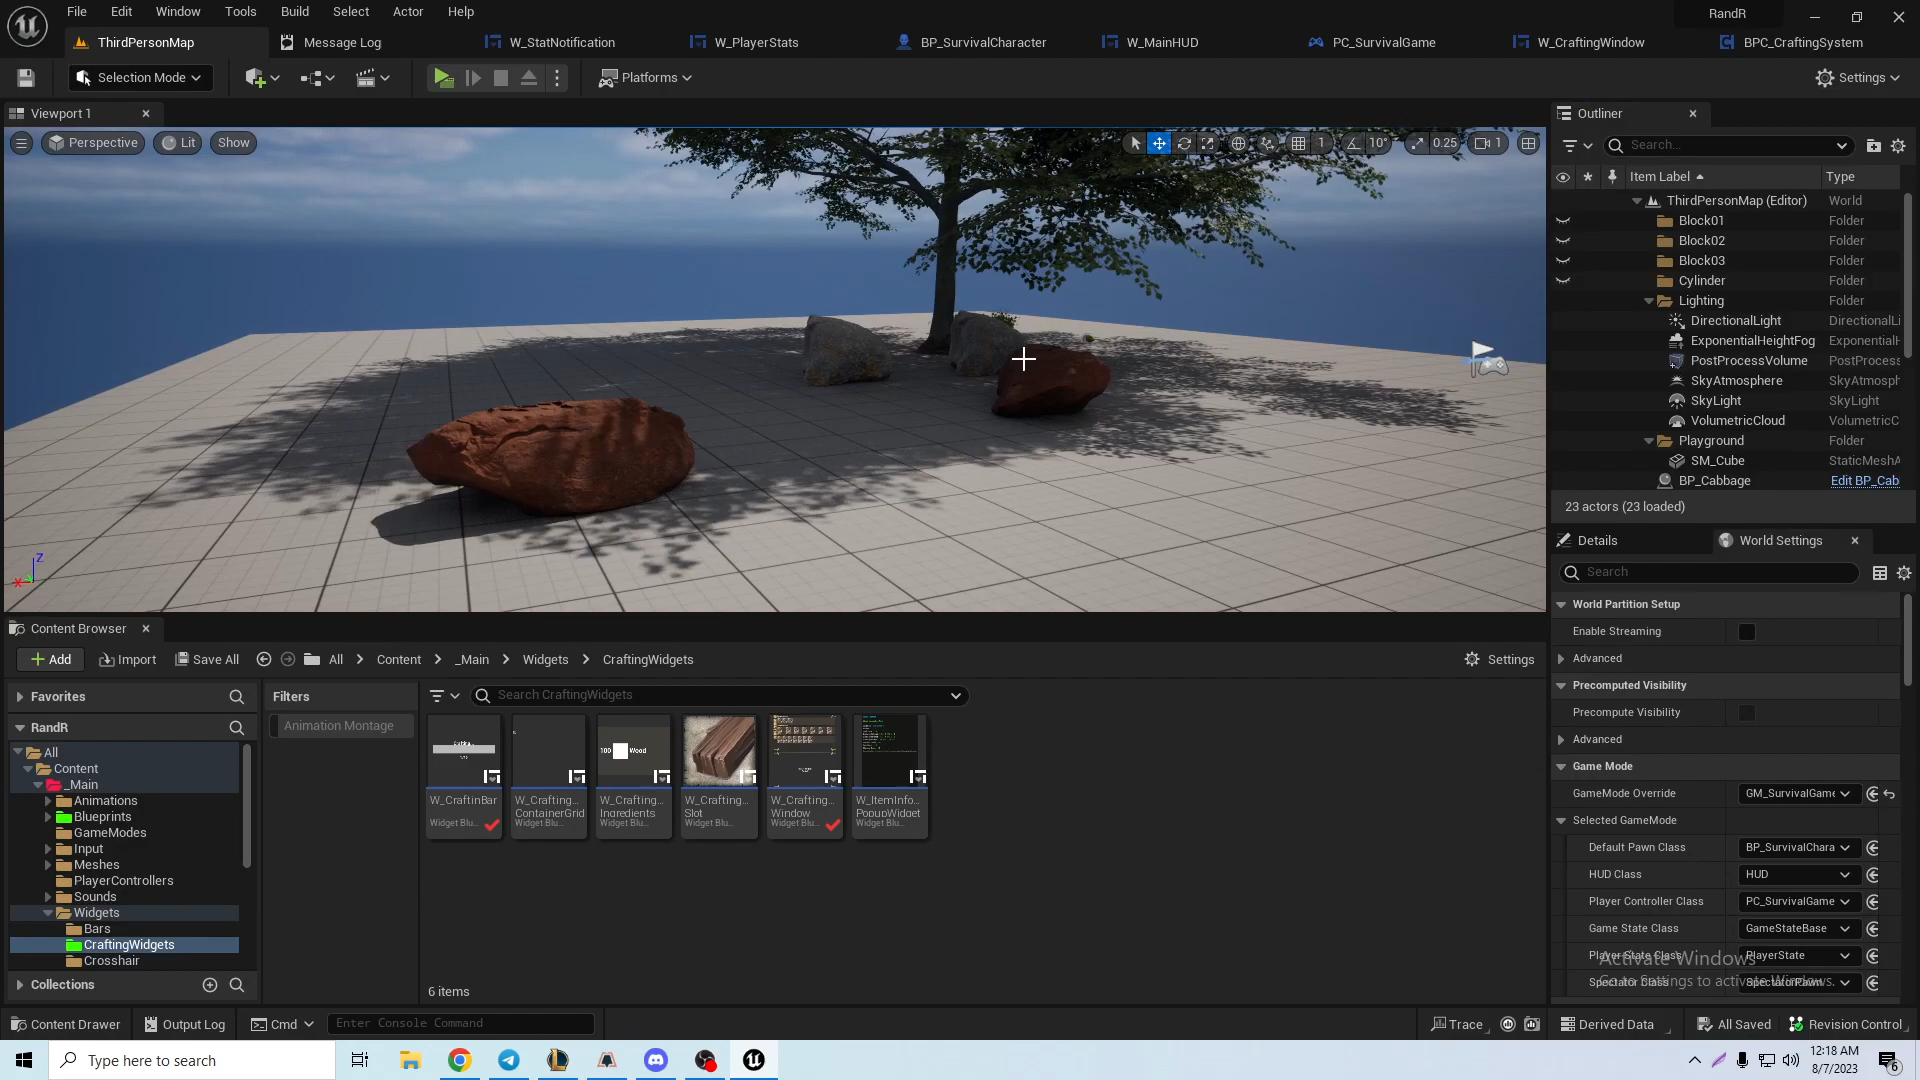 File Edit Window Tools Build Select Actor Help
RandR
ThirdPersonMap Message Log W_StatNotification W_PlayerStats BP_SurvivalCharacter W_MainHUD PC_SurvivalGame W_CraftingWindow BPC_CraftingSystem
Selection Mode Platforms Settings
Viewport 1
Perspective Lit Show
1 10° 0.25 1
Outliner
Search...
Item Label Type
ThirdPersonMap (Editor) World
Block01 Folder
Block02 Folder
Block03 Folder
Cylinder Folder
Lighting Folder
DirectionalLight DirectionalLi
ExponentialHeightFog ExponentialH
PostProcessVolume PostProcess
SkyAtmosphere SkyAtmosph
SkyLight SkyLight
VolumetricCloud VolumetricC
Playground Folder
SM_Cube StaticMeshA
BP_Cabbage Edit BP_Cab
23 actors (23 loaded)
Details World Settings
Search
World Partition Setup
Enable Streaming
Advanced
Precomputed Visibility
Precompute Visibility
Advanced
Game Mode
GameMode Override GM_SurvivalGame
Selected GameMode
Default Pawn Class BP_SurvivalChara
HUD Class HUD
Player Controller Class PC_SurvivalGame
Game State Class GameStateBase
Player State Class PlayerState
Spectator Class SpectatorPawn
Activate Windows
Go to Settings to activate Windows.
Z
X
Content Browser
Add Import Save All All Content _Main Widgets CraftingWidgets Settings
Favorites
RandR
All
Content
_Main
Animations
Blueprints
GameModes
Input
Meshes
PlayerControllers
Sounds
Widgets
Bars
CraftingWidgets
Crosshair
Collections
Filters
Animation Montage
Search CraftingWidgets
100 Wood
W_CraftinBar W_Crafting... W_Crafting... W_Crafting... W_Crafting... W_ItemInfo...
ContainerGrid Ingredients Slot Window PopupWidget
Widget Blu... Widget Blu... Widget Blu... Widget Blu... Widget Blu... Widget Blu...
6 items
Content Drawer Output Log Cmd Enter Console Command Trace Derived Data All Saved Revision Control
Type here to search
12:18 AM
8/7/2023
6